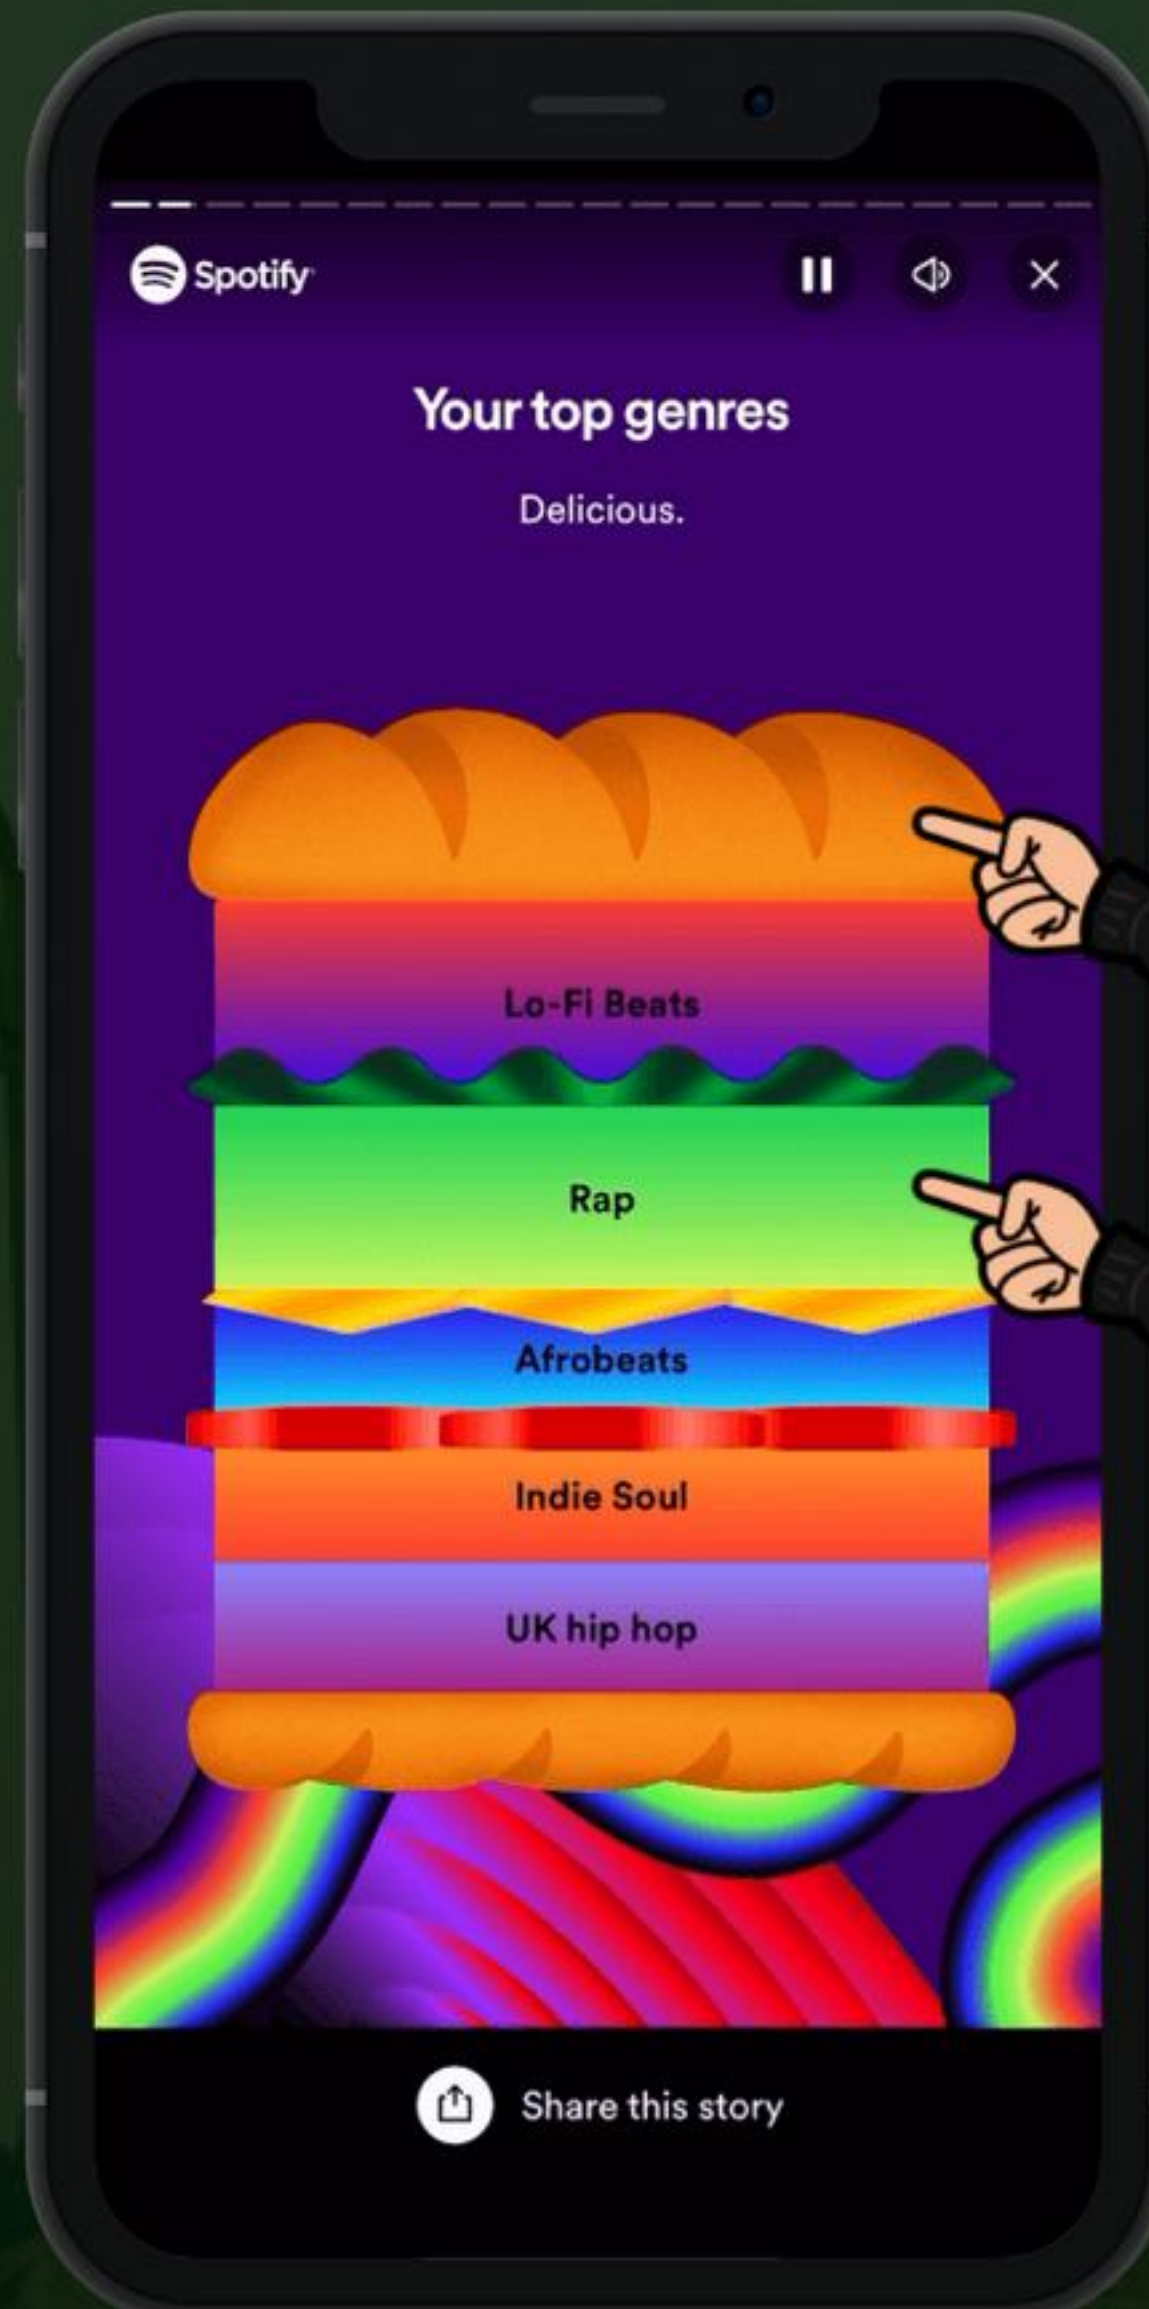 Spotify
Your top genres
Delicious.
Lo-Fi Beats
Rap
Afrobeats
Indie Soul
UK hip hop
Share this story